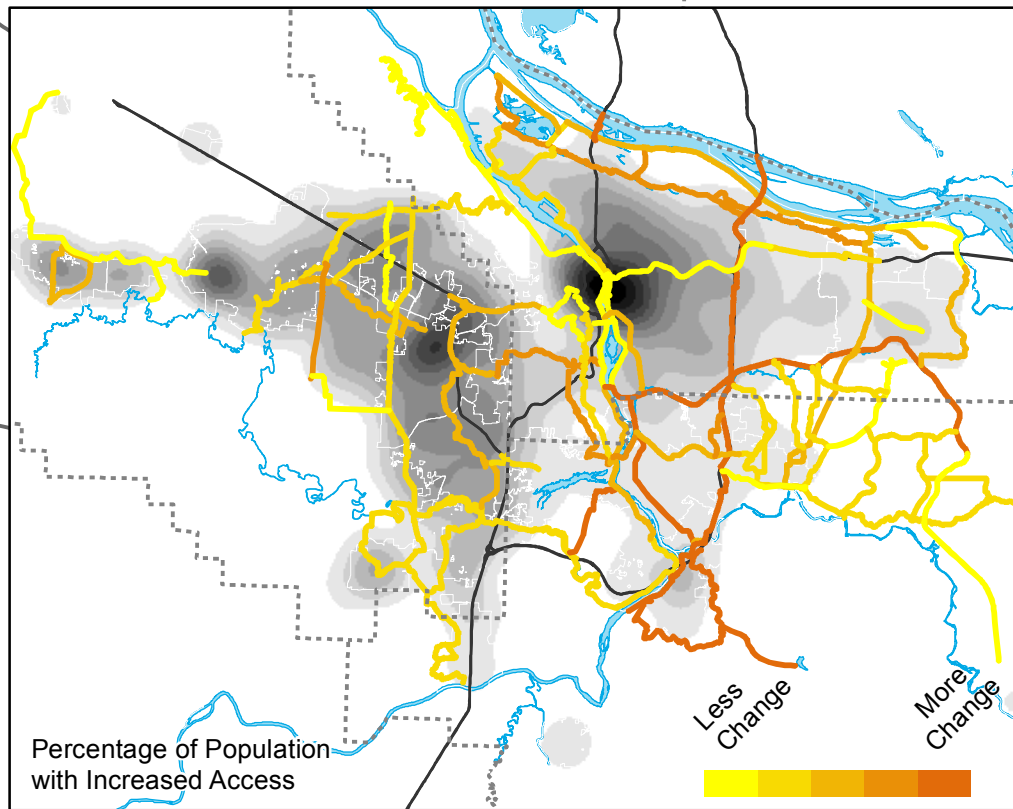 Less
Change
More
Change
Percentage of Population
with Increased Access